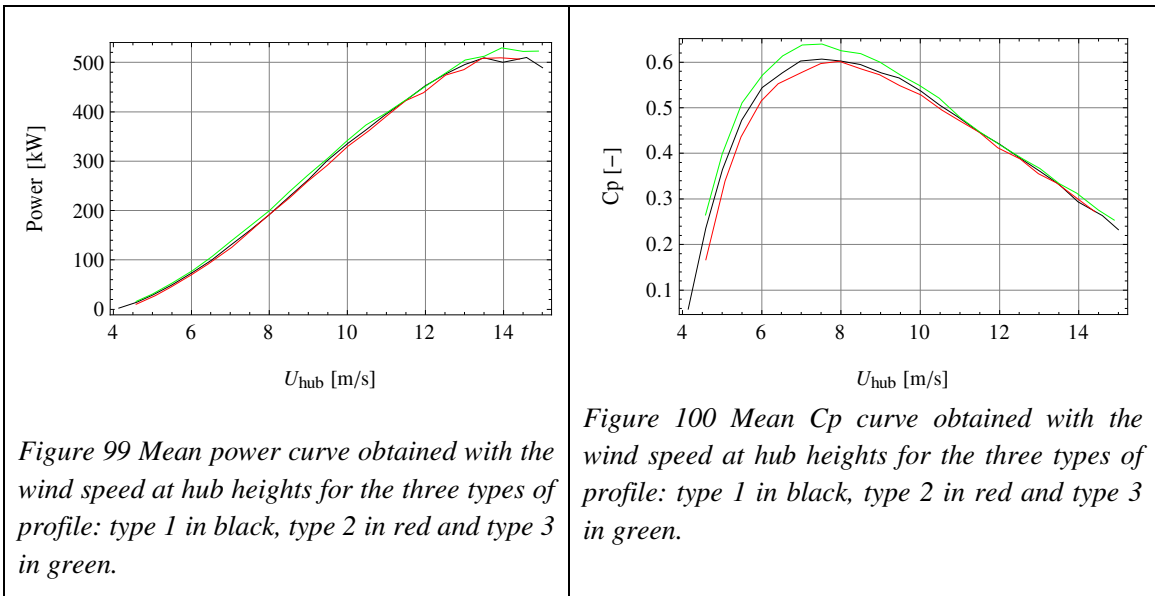 500
400
300
200
100
0
Power [kW]
4 6 8 10 12 14
U_hub [m/s]
Figure 99 Mean power curve obtained with the
wind speed at hub heights for the three types of
profile: type 1 in black, type 2 in red and type 3
in green.
0.6
0.5
0.4
0.3
0.2
0.1
Cp [−]
4 6 8 10 12 14
U_hub [m/s]
Figure 100 Mean Cp curve obtained with the
wind speed at hub heights for the three types of
profile: type 1 in black, type 2 in red and type 3
in green.